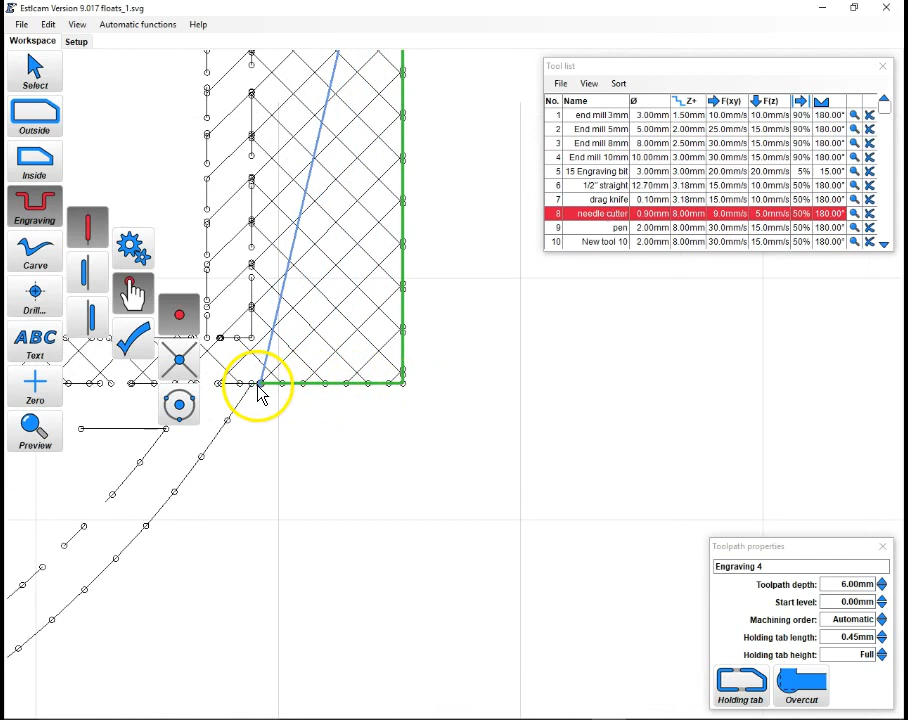 Estlcam Version 9.017 floats_1.svg
File Edit View Automatic functions Help
Workspace Setup
Select
Outside
Inside
Engraving
Carve
Drill...
ABC
Text
Zero
Preview
Tool list
File View Sort
No. Name Ø Z+ F(xy) F(z)
1 end mill 3mm 3.00mm 1.50mm 10.0mm/s 10.0mm/s 90% 180.00°
2 End mill 5mm 5.00mm 2.00mm 25.0mm/s 15.0mm/s 90% 180.00°
3 End mill 8mm 8.00mm 2.50mm 30.0mm/s 15.0mm/s 90% 180.00°
4 End mill 10mm 10.00mm 3.00mm 30.0mm/s 15.0mm/s 90% 180.00°
5 15 Engraving bit 3.00mm 3.00mm 20.0mm/s 20.0mm/s 5% 15.00°
6 1/2" straight 12.70mm 3.18mm 15.0mm/s 10.0mm/s 50% 180.00°
7 drag knife 0.10mm 3.18mm 15.0mm/s 15.0mm/s 50% 180.00°
8 needle cutter 0.90mm 8.00mm 9.0mm/s 5.0mm/s 50% 180.00°
9 pen 2.00mm 8.00mm 30.0mm/s 15.0mm/s 50% 180.00°
10 New tool 10 2.00mm 8.00mm 30.0mm/s 15.0mm/s 50% 180.00°
Toolpath properties
Engraving 4
Toolpath depth: 6.00mm
Start level: 0.00mm
Machining order: Automatic
Holding tab length: 0.45mm
Holding tab height: Full
Holding tab Overcut